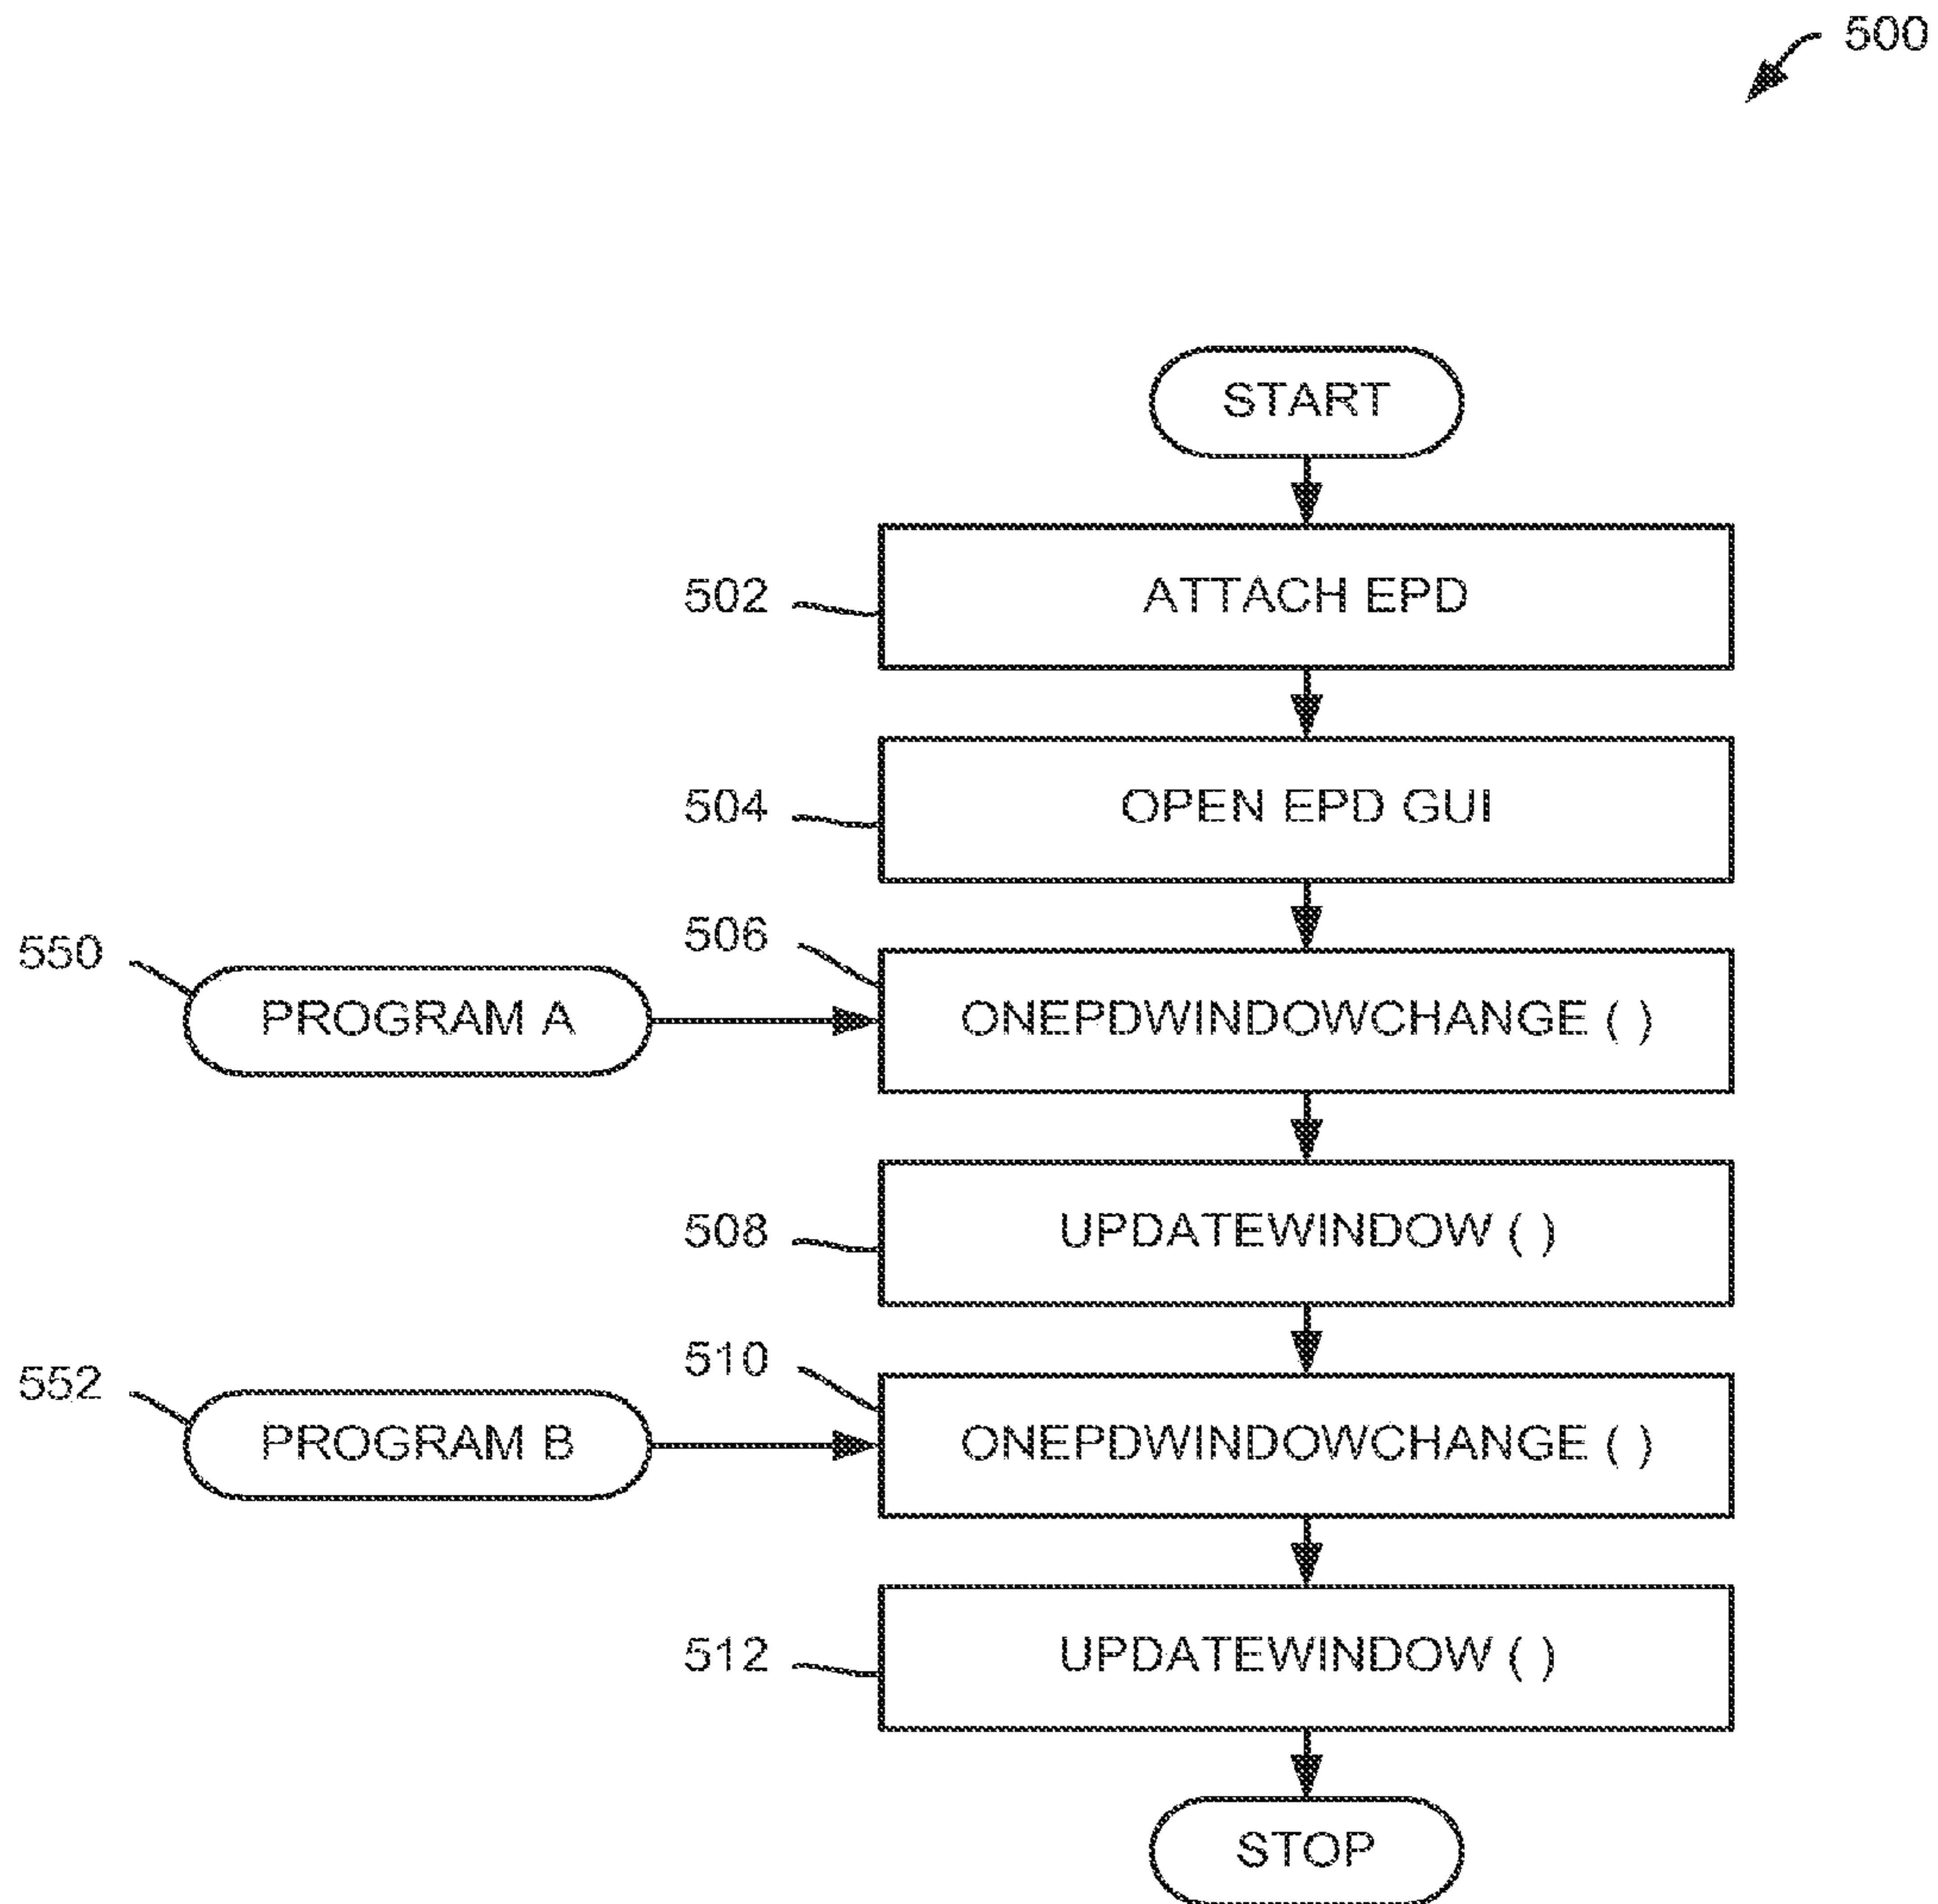 500
START
502
ATTACH EPD
504
OPEN EPD GUI
506
550
PROGRAM A
ONEPDWINDOWCHANGE ( )
508
UPDATEWINDOW ( )
510
552
PROGRAM B
ONEPDWINDOWCHANGE ( )
512
UPDATEWINDOW ( )
STOP